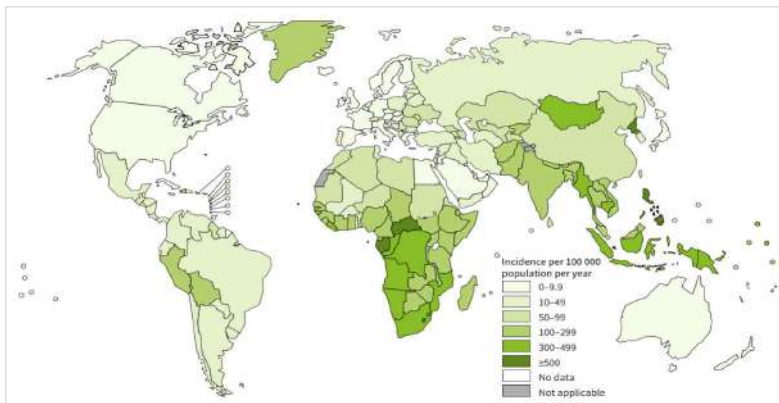 Incidence per 100 000
population per year
0–9.9
10–49
50–99
100–299
300–499
≥500
No data
Not applicable